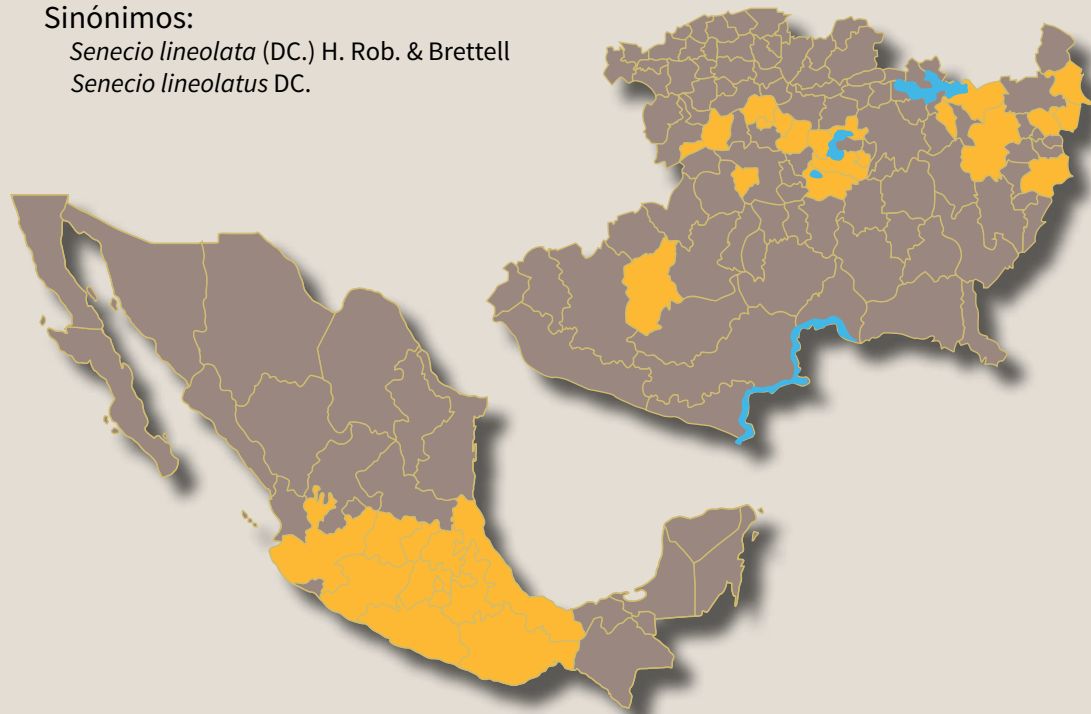 Sinónimos:
Senecio lineolata (DC.) H. Rob. & Brettell
Senecio lineolatus DC.